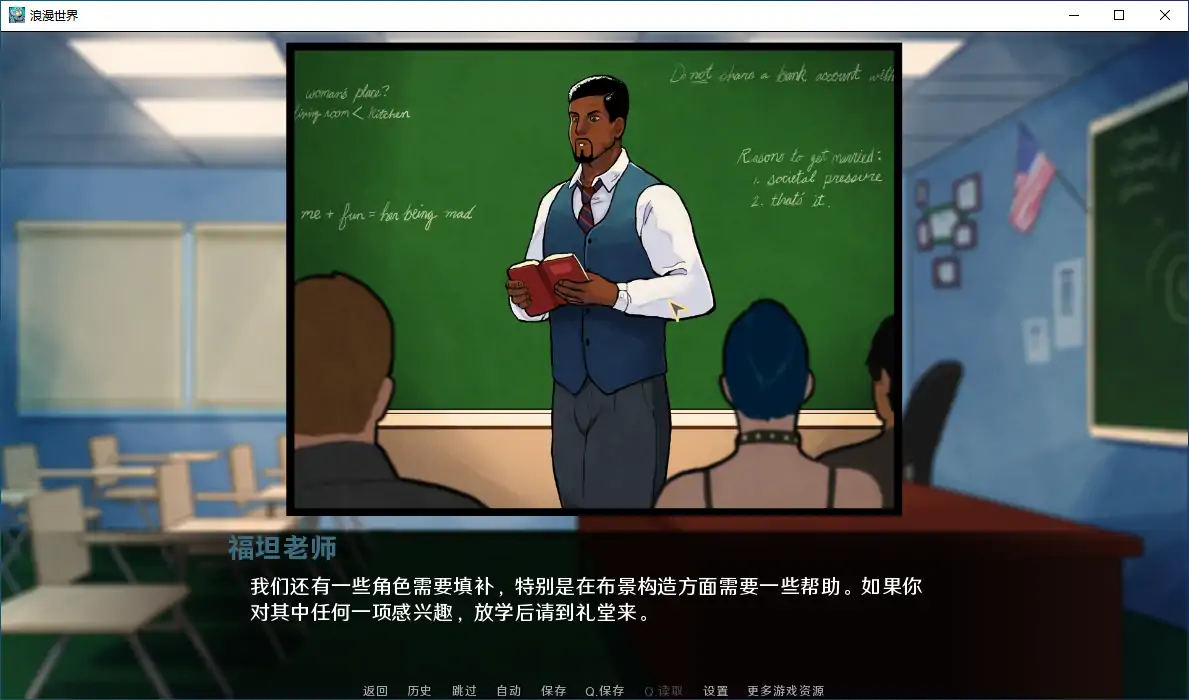 浪漫世界
Do not share a bank account with
woman's place?
living room < kitchen
Reasons to get married:
1. societal pressure
2. that's it.
me + fun = her being mad
福坦老师
我们还有一些角色需要填补，特别是在布景构造方面需要一些帮助。如果你
对其中任何一项感兴趣，放学后请到礼堂来。
返回 历史 跳过 自动 保存 Q.保存 Q.读取 设置 更多游戏资源